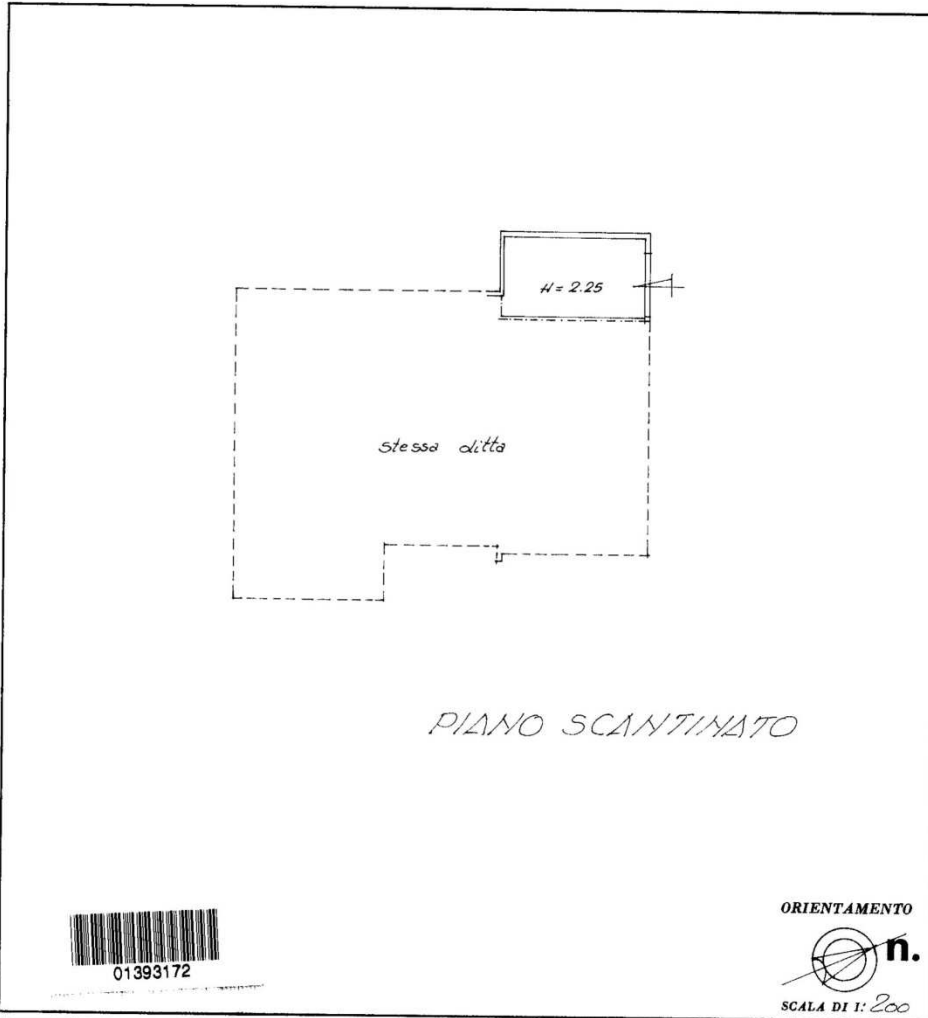 H = 2.25
stessa ditta
PIANO SCANTINATO
01393172
ORIENTAMENTO
n.
SCALA DI 1: 200